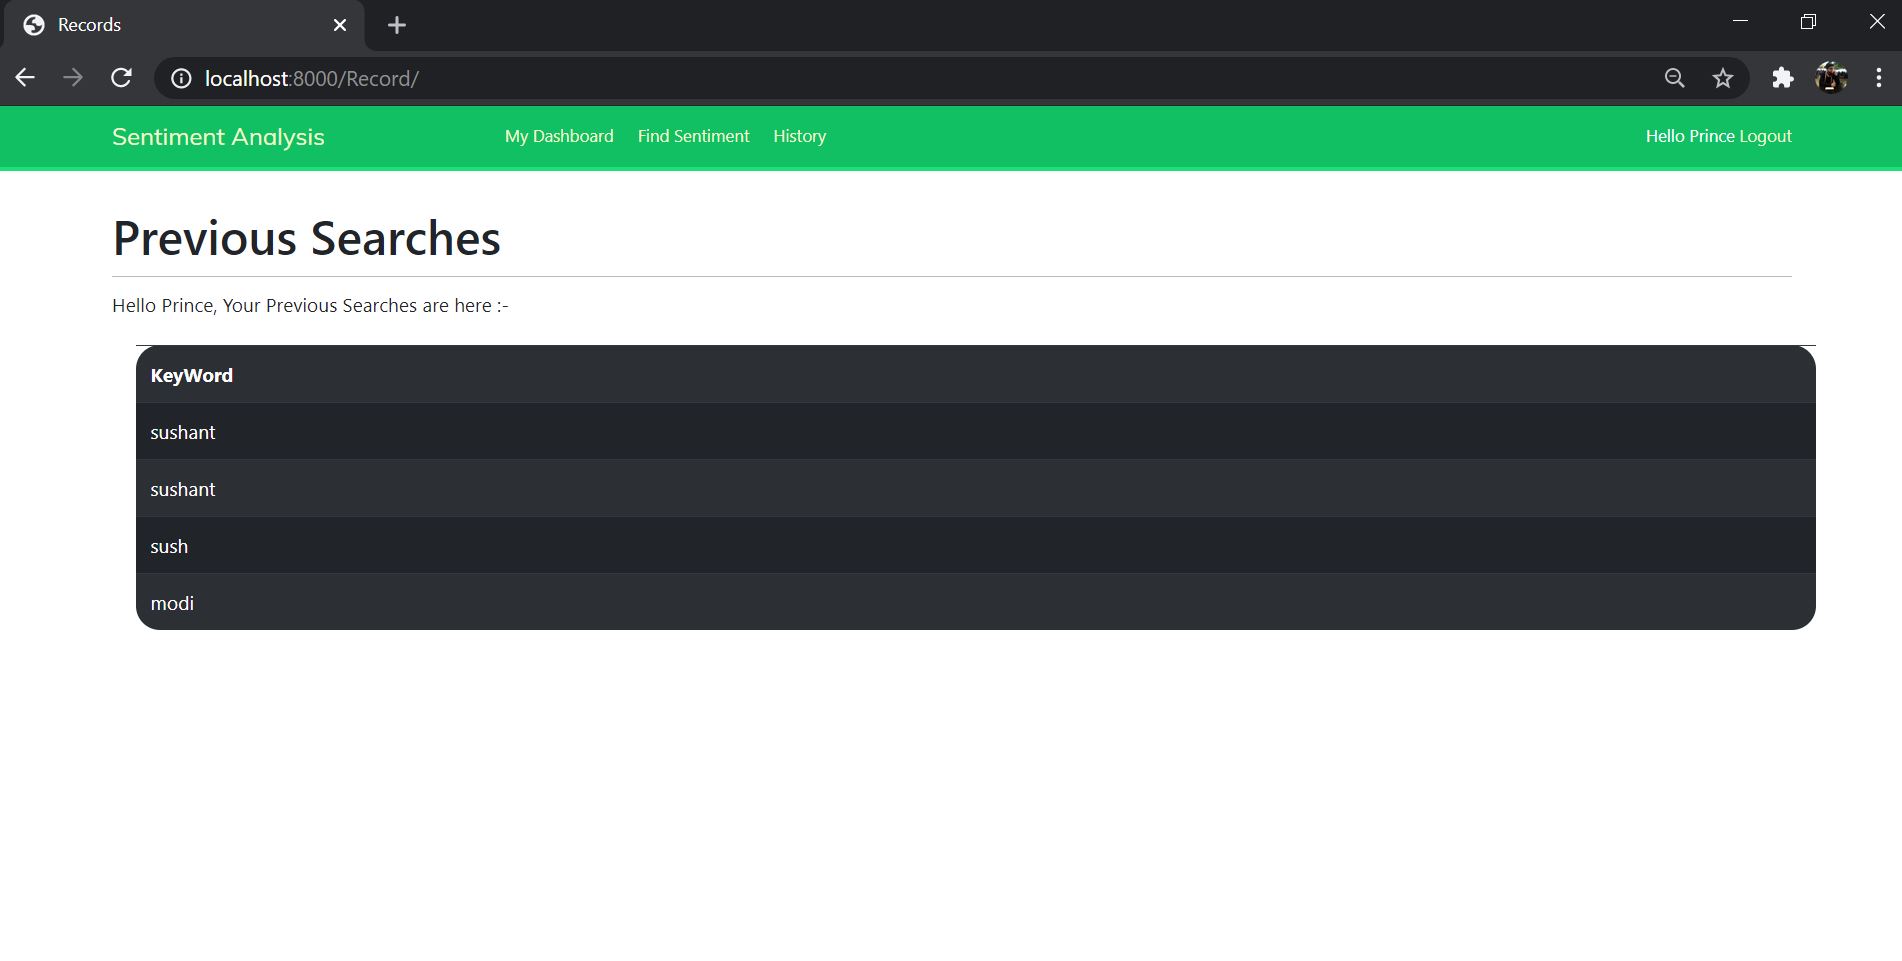 Records
localhost:8000/Record/
Sentiment Analysis My Dashboard Find Sentiment History Hello Prince Logout
Previous Searches
Hello Prince, Your Previous Searches are here :-
KeyWord
sushant
sushant
sush
modi